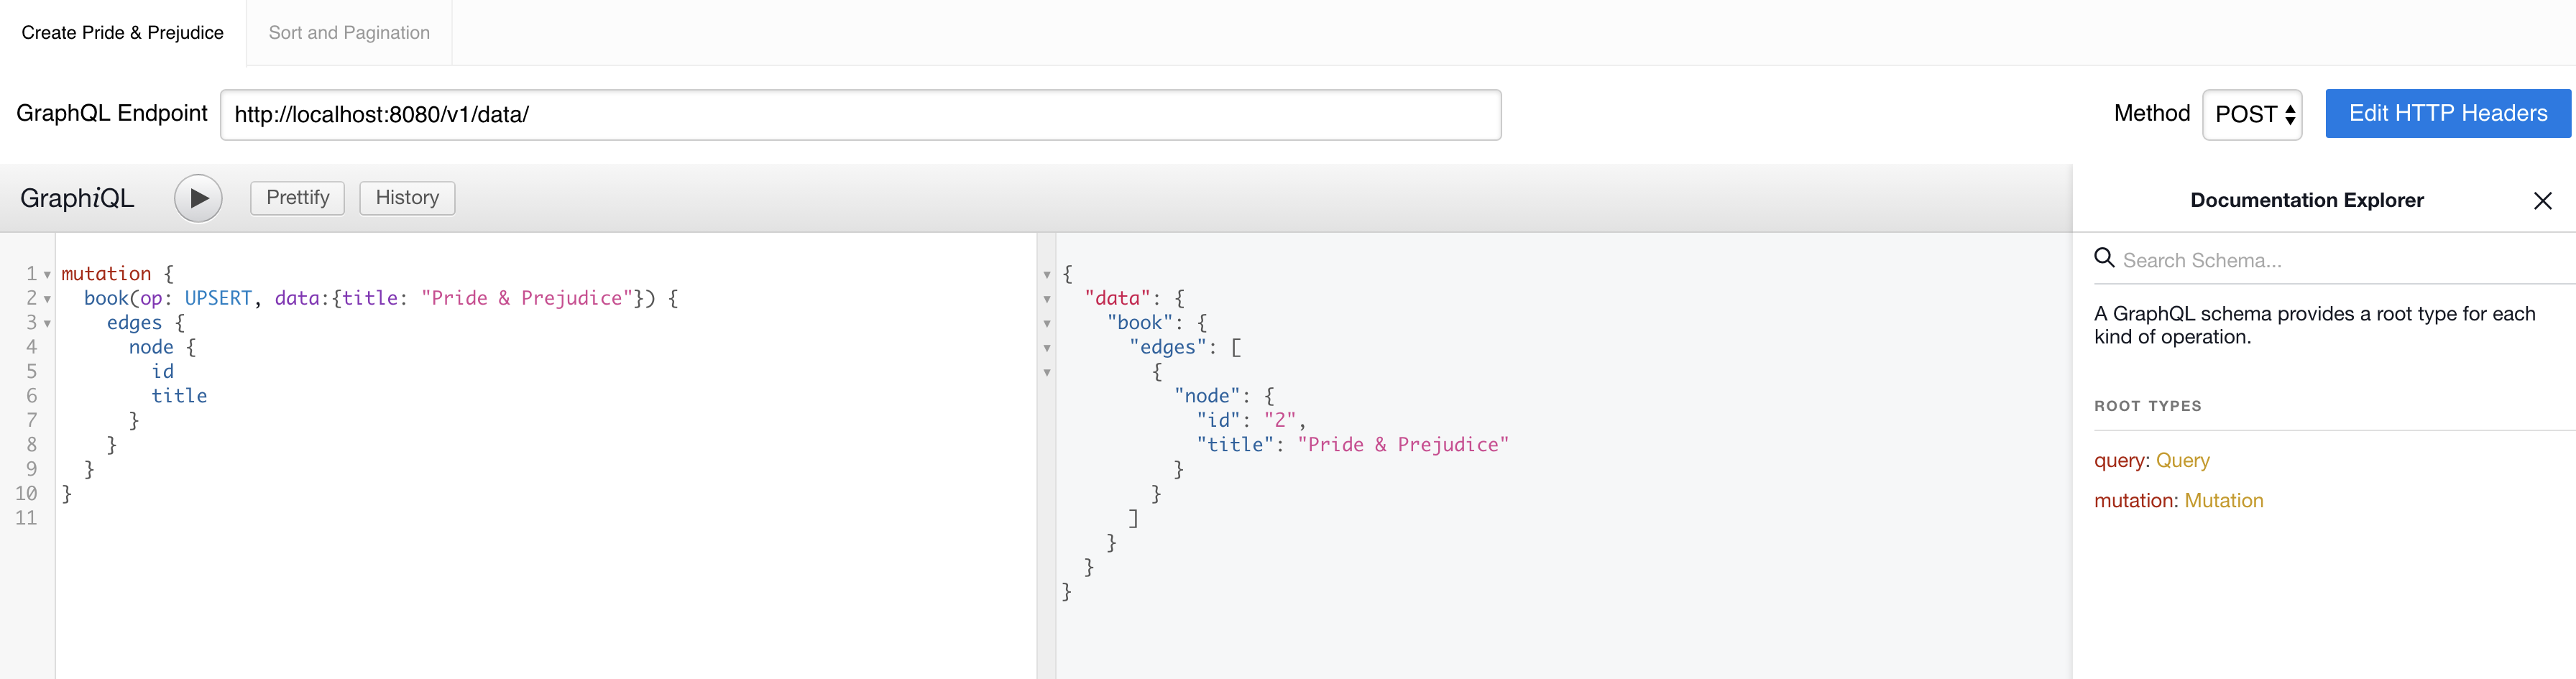 Create Pride & Prejudice
Sort and Pagination
GraphQL Endpoint
http://localhost:8080/v1/data/
Method
POST
Edit HTTP Headers
GraphiQL
Prettify
History
1 mutation {
2   book(op: UPSERT, data:{title: "Pride & Prejudice"}) {
3     edges {
4       node {
5         id
6         title
7       }
8     }
9   }
10 }
11
{
  "data": {
    "book": {
      "edges": [
        {
          "node": {
            "id": "2",
            "title": "Pride & Prejudice"
          }
        }
      ]
    }
  }
}
Documentation Explorer
Search Schema...
A GraphQL schema provides a root type for each
kind of operation.
ROOT TYPES
query: Query
mutation: Mutation